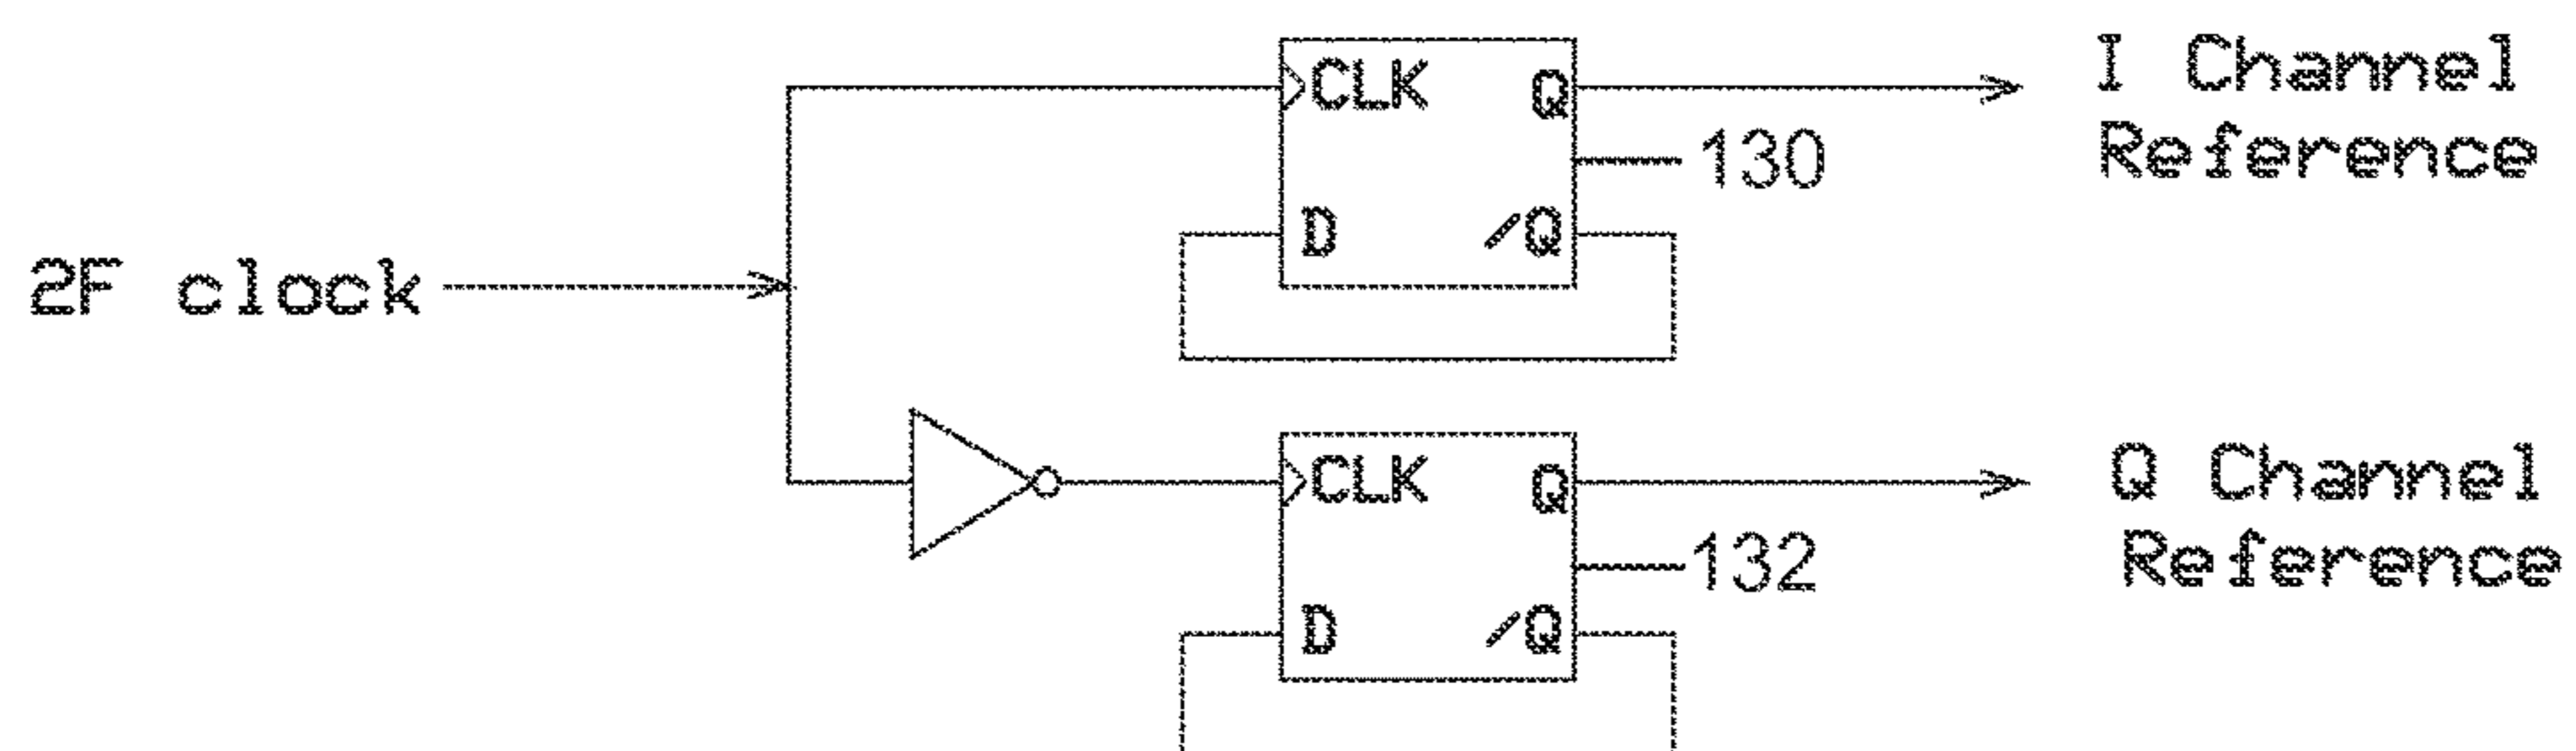 CLK Q
I Channel
Reference
130
D /Q
2F clock
CLK Q
Q Channel
Reference
132
D /Q